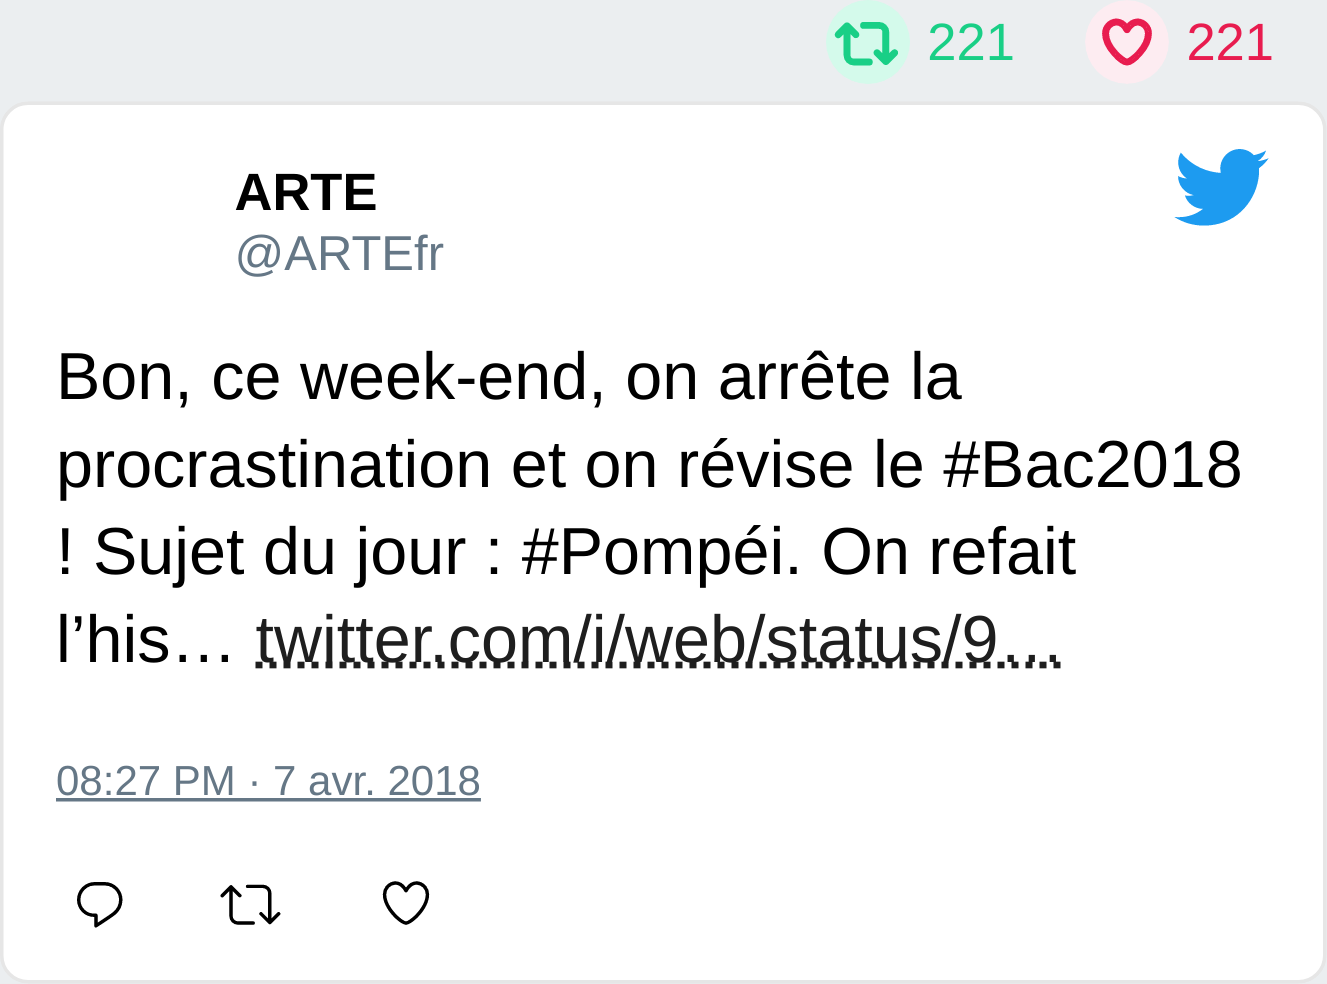 221 221
ARTE
@ARTEfr
Bon, ce week-end, on arrête la
procrastination et on révise le #Bac2018
! Sujet du jour : #Pompéi. On refait
l’his… twitter.com/i/web/status/9…
08:27 PM · 7 avr. 2018